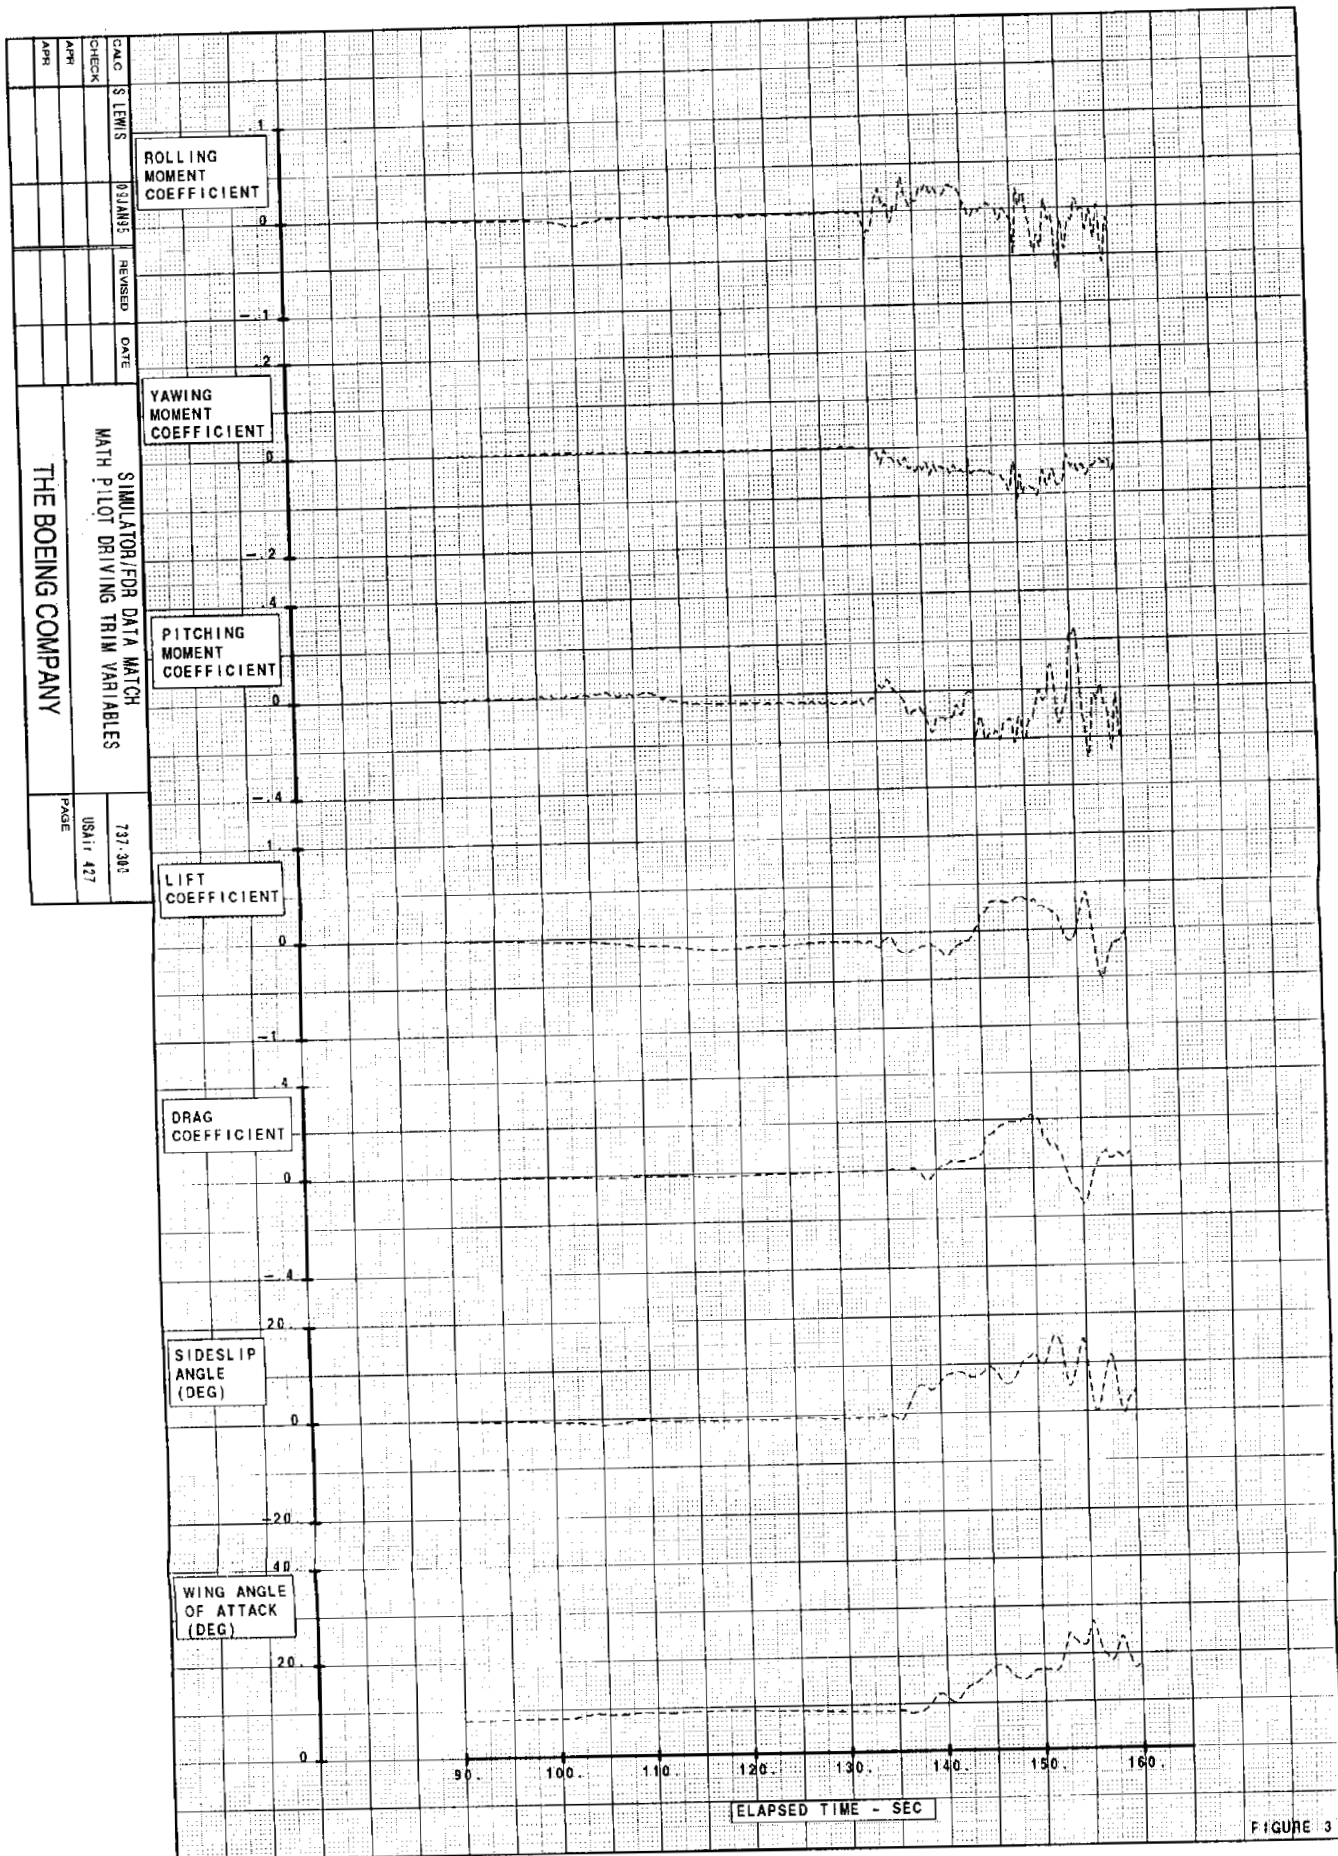 ROLLING
MOMENT
COEFFICIENT
.1
0
-.1
YAWING
MOMENT
COEFFICIENT
.2
0
-.2
PITCHING
MOMENT
COEFFICIENT
.4
0
-.4
LIFT
COEFFICIENT
1.
0
-1.
DRAG
COEFFICIENT
.4
0
-.4
SIDESLIP
ANGLE
(DEG)
20.
0
-20.
WING ANGLE
OF ATTACK
(DEG)
40.
20.
0
90. 100. 110. 120. 130. 140. 150. 160.
ELAPSED TIME - SEC
FIGURE 3
CALC S LEWIS 09JAN95 REVISED DATE
CHECK
APR
APR
SIMULATOR/FDR DATA MATCH
MATH PILOT DRIVING TRIM VARIABLES
THE BOEING COMPANY
737-300
USAir 427
PAGE